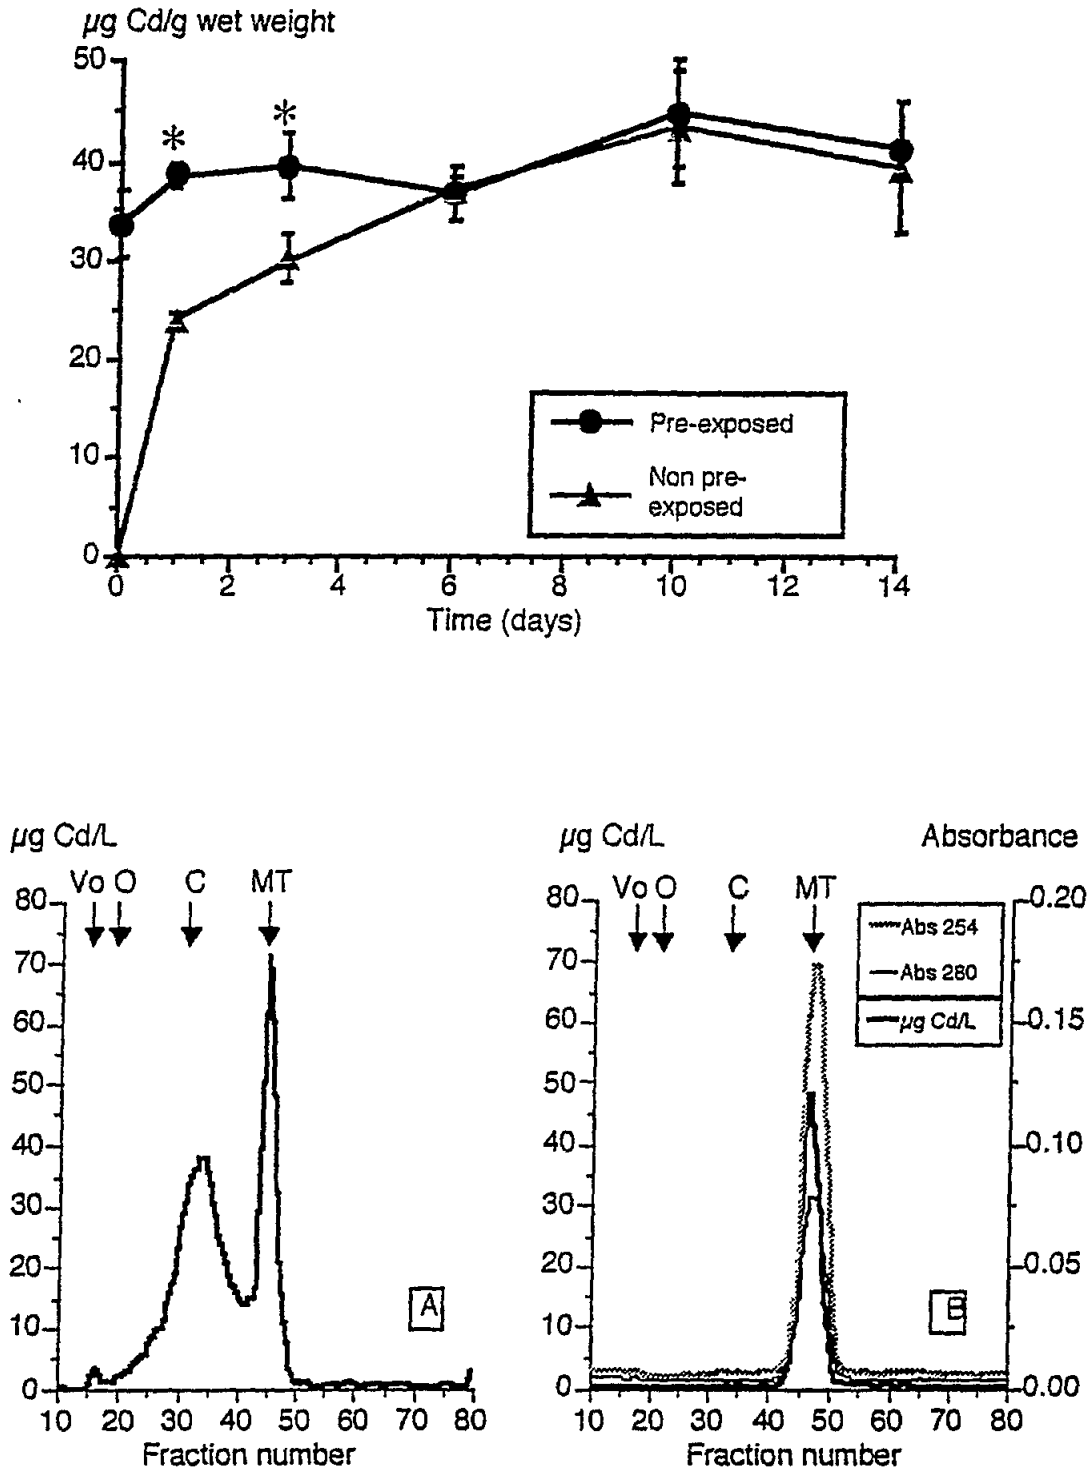 µg Cd/g wet weight
50
40
30
20
10
0
* *
Pre-exposed
Non pre-
exposed
0 2 4 6 8 10 12 14
Time (days)
µg Cd/L
Vo O C MT
80
70
60
50
40
30
20
10
0
A
10 20 30 40 50 60 70 80
Fraction number
µg Cd/L
Absorbance
Vo O C MT
80
70
60
50
40
30
20
10
0
Abs 254
Abs 280
µg Cd/L
0.20
0.15
0.10
0.05
0.00
B
10 20 30 40 50 60 70 80
Fraction number